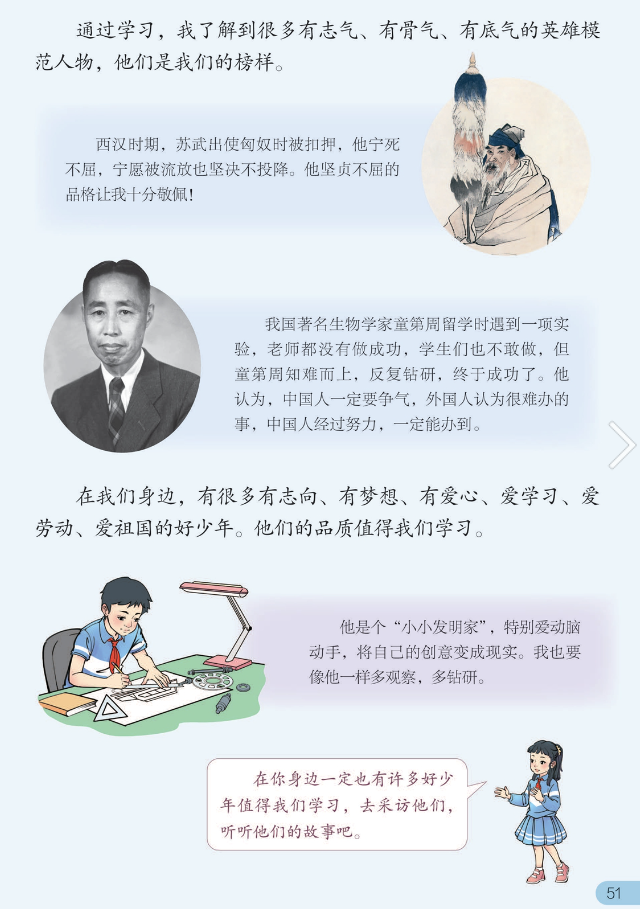 通过学习，我了解到很多有志气、有骨气、有底气的英雄模
范人物，他们是我们的榜样。
西汉时期，苏武出使匈奴时被扣押，他宁死
不屈，宁愿被流放也坚决不投降。他坚贞不屈的
品格让我十分敬佩！
我国著名生物学家童第周留学时遇到一项实
验，老师都没有做成功，学生们也不敢做，但
童第周知难而上，反复钻研，终于成功了。他
认为，中国人一定要争气，外国人认为很难办的
事，中国人经过努力，一定能办到。
在我们身边，有很多有志向、有梦想、有爱心、爱学习、爱
劳动、爱祖国的好少年。他们的品质值得我们学习。
他是个“小小发明家”，特别爱动脑
动手，将自己的创意变成现实。我也要
像他一样多观察，多钻研。
在你身边一定也有许多好少
年值得我们学习，去采访他们，
听听他们的故事吧。
51